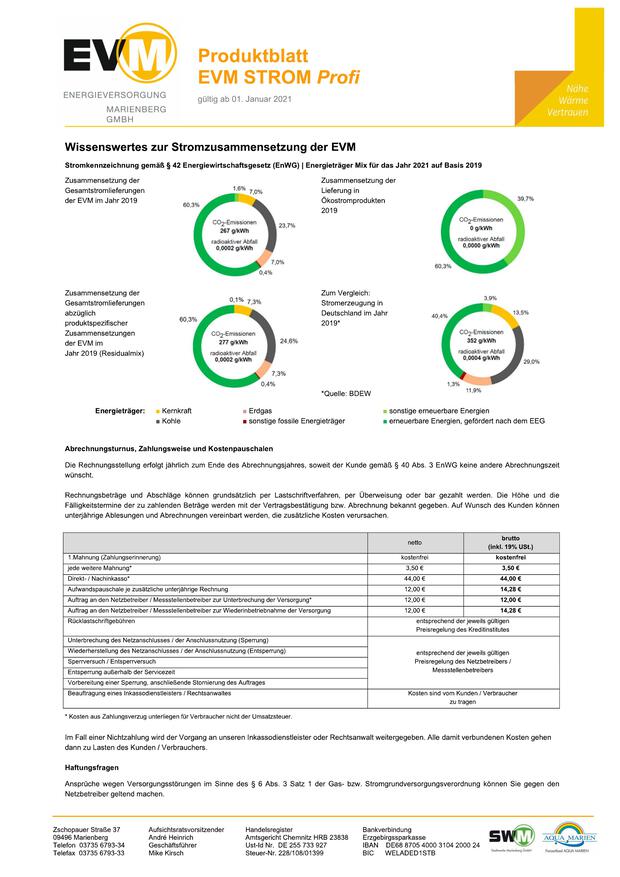 EVM
ENERGIEVERSORGUNG
MARIENBERG
GMBH
Produktblatt
EVM STROM Profi
gültig ab 01. Januar 2021
Nähe
Wärme
Vertrauen
Wissenswertes zur Stromzusammensetzung der EVM
Stromkennzeichnung gemäß § 42 Energiewirtschaftsgesetz (EnWG) | Energieträger Mix für das Jahr 2021 auf Basis 2019
Zusammensetzung der
Gesamtstromlieferungen
der EVM im Jahr 2019
1,6% 7,0%
60,3%
23,7%
7,0%
0,4%
CO2-Emissionen
267 g/kWh
radioaktiver Abfall
0,0002 g/kWh
Zusammensetzung der
Lieferung in
Ökostromprodukten
2019
39,7%
60,3%
CO2-Emissionen
0 g/kWh
radioaktiver Abfall
0,0000 g/kWh
Zusammensetzung der
Gesamtstromlieferungen
abzüglich
produktspezifischer
Zusammensetzungen
der EVM im
Jahr 2019 (Residualmix)
0,1% 7,3%
60,3%
24,6%
7,3%
0,4%
CO2-Emissionen
277 g/kWh
radioaktiver Abfall
0,0002 g/kWh
Zum Vergleich:
Stromerzeugung in
Deutschland im Jahr
2019*
3,9%
13,5%
40,4%
29,0%
1,3%
11,9%
CO2-Emissionen
352 g/kWh
radioaktiver Abfall
0,0004 g/kWh
*Quelle: BDEW
Energieträger: Kernkraft Erdgas sonstige erneuerbare Energien
Kohle sonstige fossile Energieträger erneuerbare Energien, gefördert nach dem EEG
Abrechnungsturnus, Zahlungsweise und Kostenpauschalen
Die Rechnungsstellung erfolgt jährlich zum Ende des Abrechnungsjahres, soweit der Kunde gemäß § 40 Abs. 3 EnWG keine andere Abrechnungszeit
wünscht.
Rechnungsbeträge und Abschläge können grundsätzlich per Lastschriftverfahren, per Überweisung oder bar gezahlt werden. Die Höhe und die
Fälligkeitstermine der zu zahlenden Beträge werden mit der Vertragsbestätigung bzw. Abrechnung bekannt gegeben. Auf Wunsch des Kunden können
unterjährige Ablesungen und Abrechnungen vereinbart werden, die zusätzliche Kosten verursachen.
netto brutto
(inkl. 19% USt.)
1.Mahnung (Zahlungserinnerung) kostenfrei kostenfrei
jede weitere Mahnung* 3,50 € 3,50 €
Direkt- / Nachinkasso* 44,00 € 44,00 €
Aufwandspauschale je zusätzliche unterjährige Rechnung 12,00 € 14,28 €
Auftrag an den Netzbetreiber / Messstellenbetreiber zur Unterbrechung der Versorgung* 12,00 € 12,00 €
Auftrag an den Netzbetreiber / Messstellenbetreiber zur Wiederinbetriebnahme der Versorgung 12,00 € 14,28 €
Rücklastschriftgebühren entsprechend der jeweils gültigen
Preisregelung des Kreditinstitutes
Unterbrechung des Netzanschlusses / der Anschlussnutzung (Sperrung)
Wiederherstellung des Netzanschlusses / der Anschlussnutzung (Entsperrung)
Sperrversuch / Entsperrversuch
Entsperrung außerhalb der Servicezeit
Vorbereitung einer Sperrung, anschließende Stornierung des Auftrages
entsprechend der jeweils gültigen
Preisregelung des Netzbetreibers /
Messstellenbetreibers
Beauftragung eines Inkassodienstleisters / Rechtsanwaltes Kosten sind vom Kunden / Verbraucher
zu tragen
* Kosten aus Zahlungsverzug unterliegen für Verbraucher nicht der Umsatzsteuer.
Im Fall einer Nichtzahlung wird der Vorgang an unseren Inkassodienstleister oder Rechtsanwalt weitergegeben. Alle damit verbundenen Kosten gehen
dann zu Lasten des Kunden / Verbrauchers.
Haftungsfragen
Ansprüche wegen Versorgungsstörungen im Sinne des § 6 Abs. 3 Satz 1 der Gas- bzw. Stromgrundversorgungsverordnung können Sie gegen den
Netzbetreiber geltend machen.
Zschopauer Straße 37
09496 Marienberg
Telefon 03735 6793-34
Telefax 03735 6793-33
Aufsichtsratsvorsitzender
André Heinrich
Geschäftsführer
Mike Kirsch
Handelsregister
Amtsgericht Chemnitz HRB 23838
Ust-Id Nr. DE 255 733 927
Steuer-Nr. 228/108/01399
Bankverbindung
Erzgebirgssparkasse
IBAN DE68 8705 4000 3104 2000 24
BIC WELADED1STB
SWM
Stadtwerke Marienberg GmbH
AQUA MARIEN
Freizeitbad AQUA MARIEN